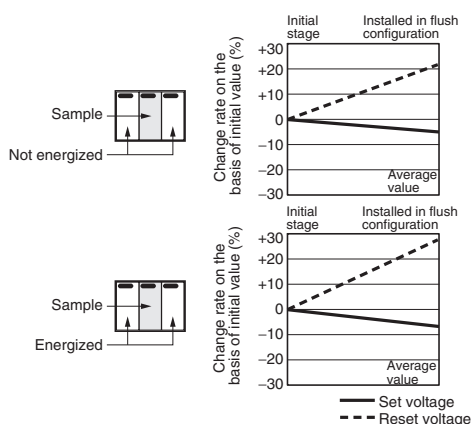 Initial
stage
Installed in flush
configuration
Change rate on the
basis of initial value (%)
+30
+20
+10
0
−10
−20
−30
Average
value
Sample
Not energized
Initial
stage
Installed in flush
configuration
Change rate on the
basis of initial value (%)
+30
+20
+10
0
−10
−20
−30
Average
value
Sample
Energized
Set voltage
Reset voltage